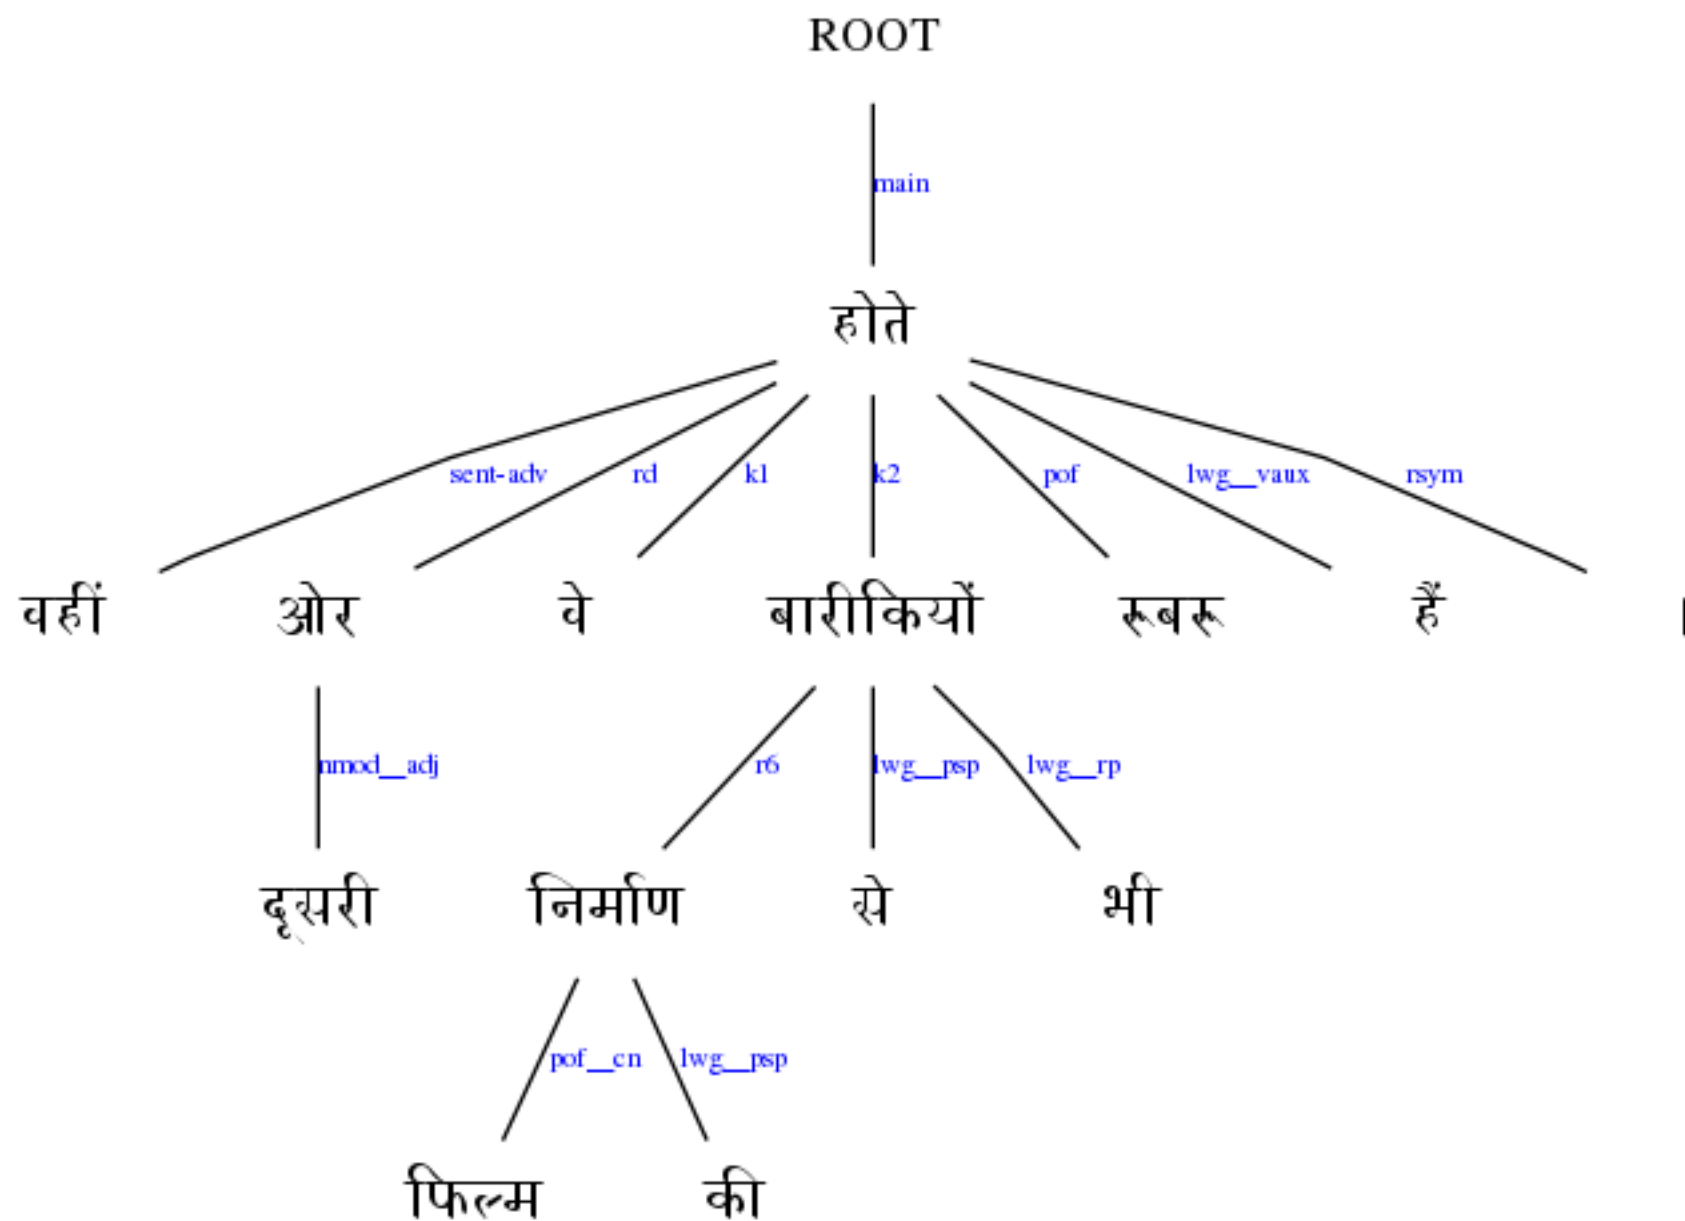 ROOT
main
होते
sent-adv rd k1 k2 pof lwg__vaux rsym
वहीं ओर वे बारीकियों रूबरू हैं ।
nmod__adj r6 lwg__psp lwg__rp
दूसरी निर्माण से भी
pof__cn lwg__psp
फिल्म की